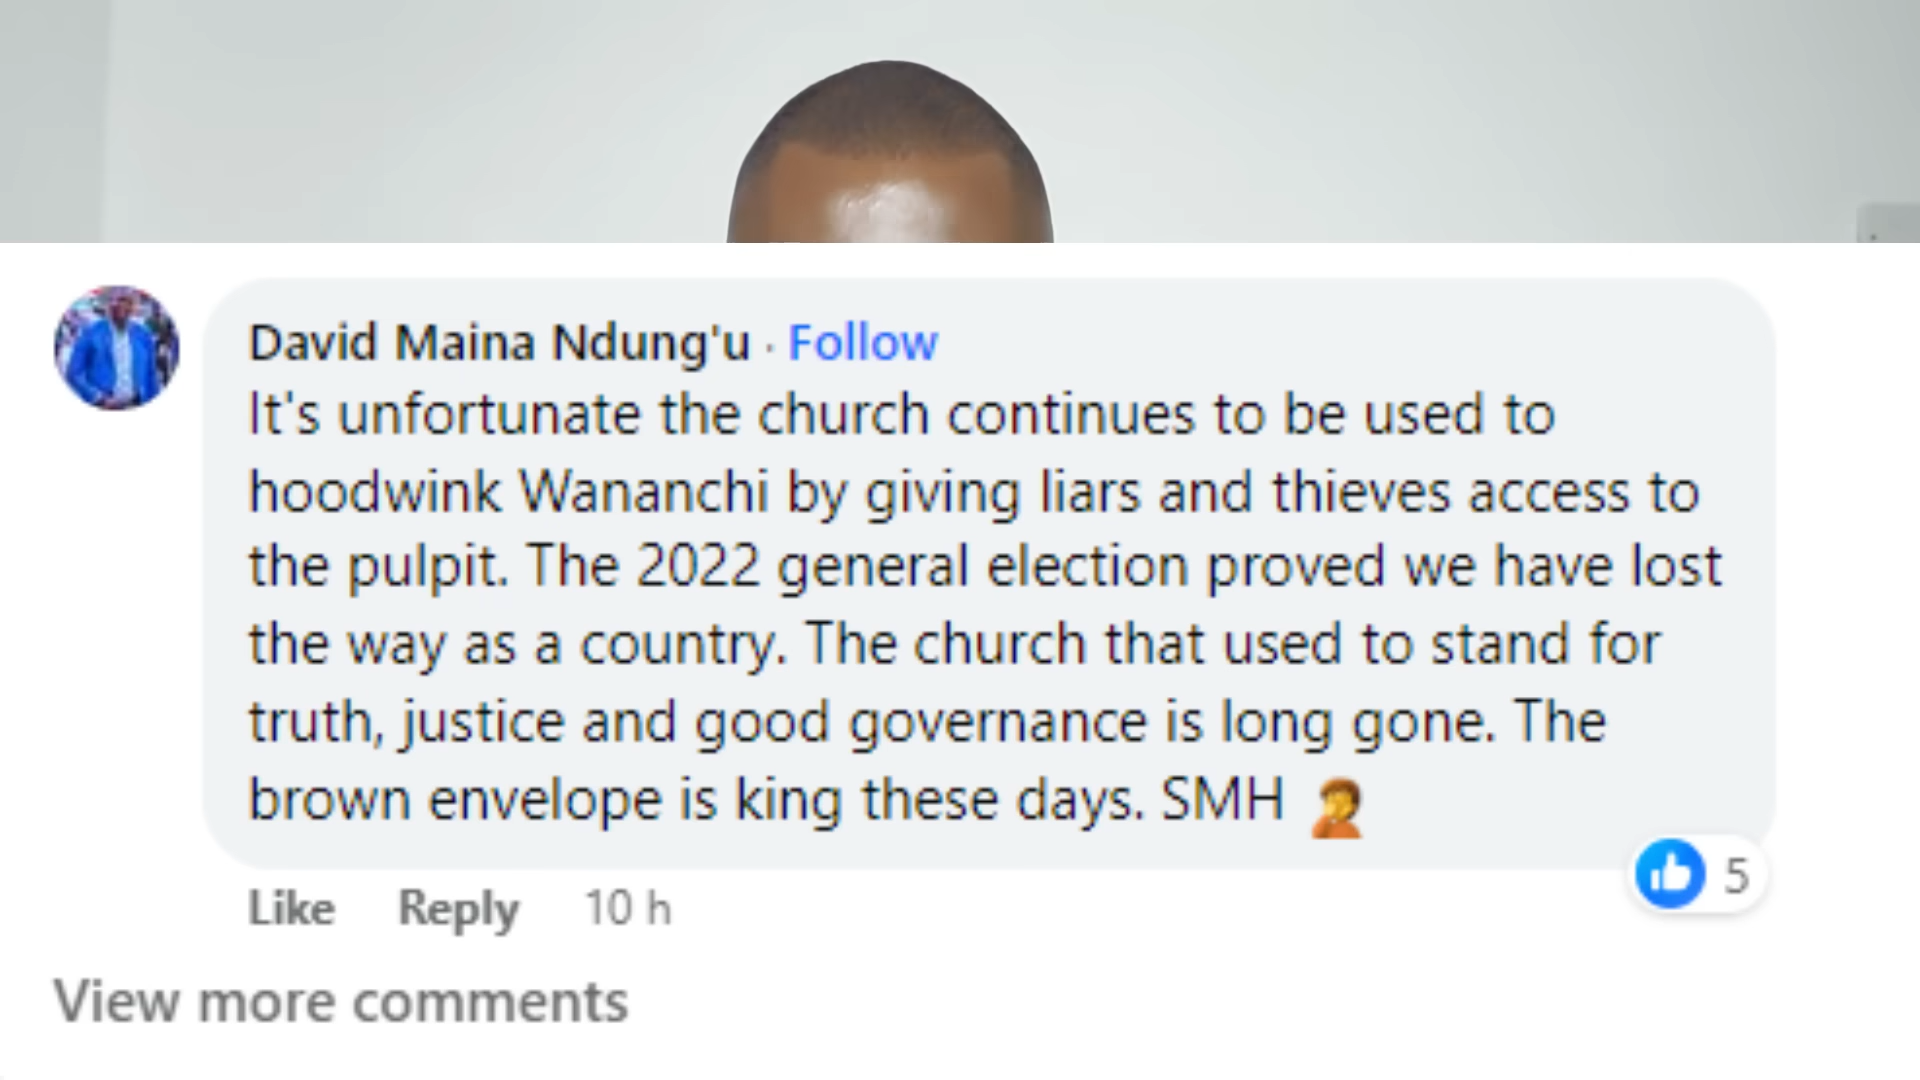 David Maina Ndung'u · Follow
It's unfortunate the church continues to be used to
hoodwink Wananchi by giving liars and thieves access to
the pulpit. The 2022 general election proved we have lost
the way as a country. The church that used to stand for
truth, justice and good governance is long gone. The
brown envelope is king these days. SMH 🤦
5
Like Reply 10 h
View more comments